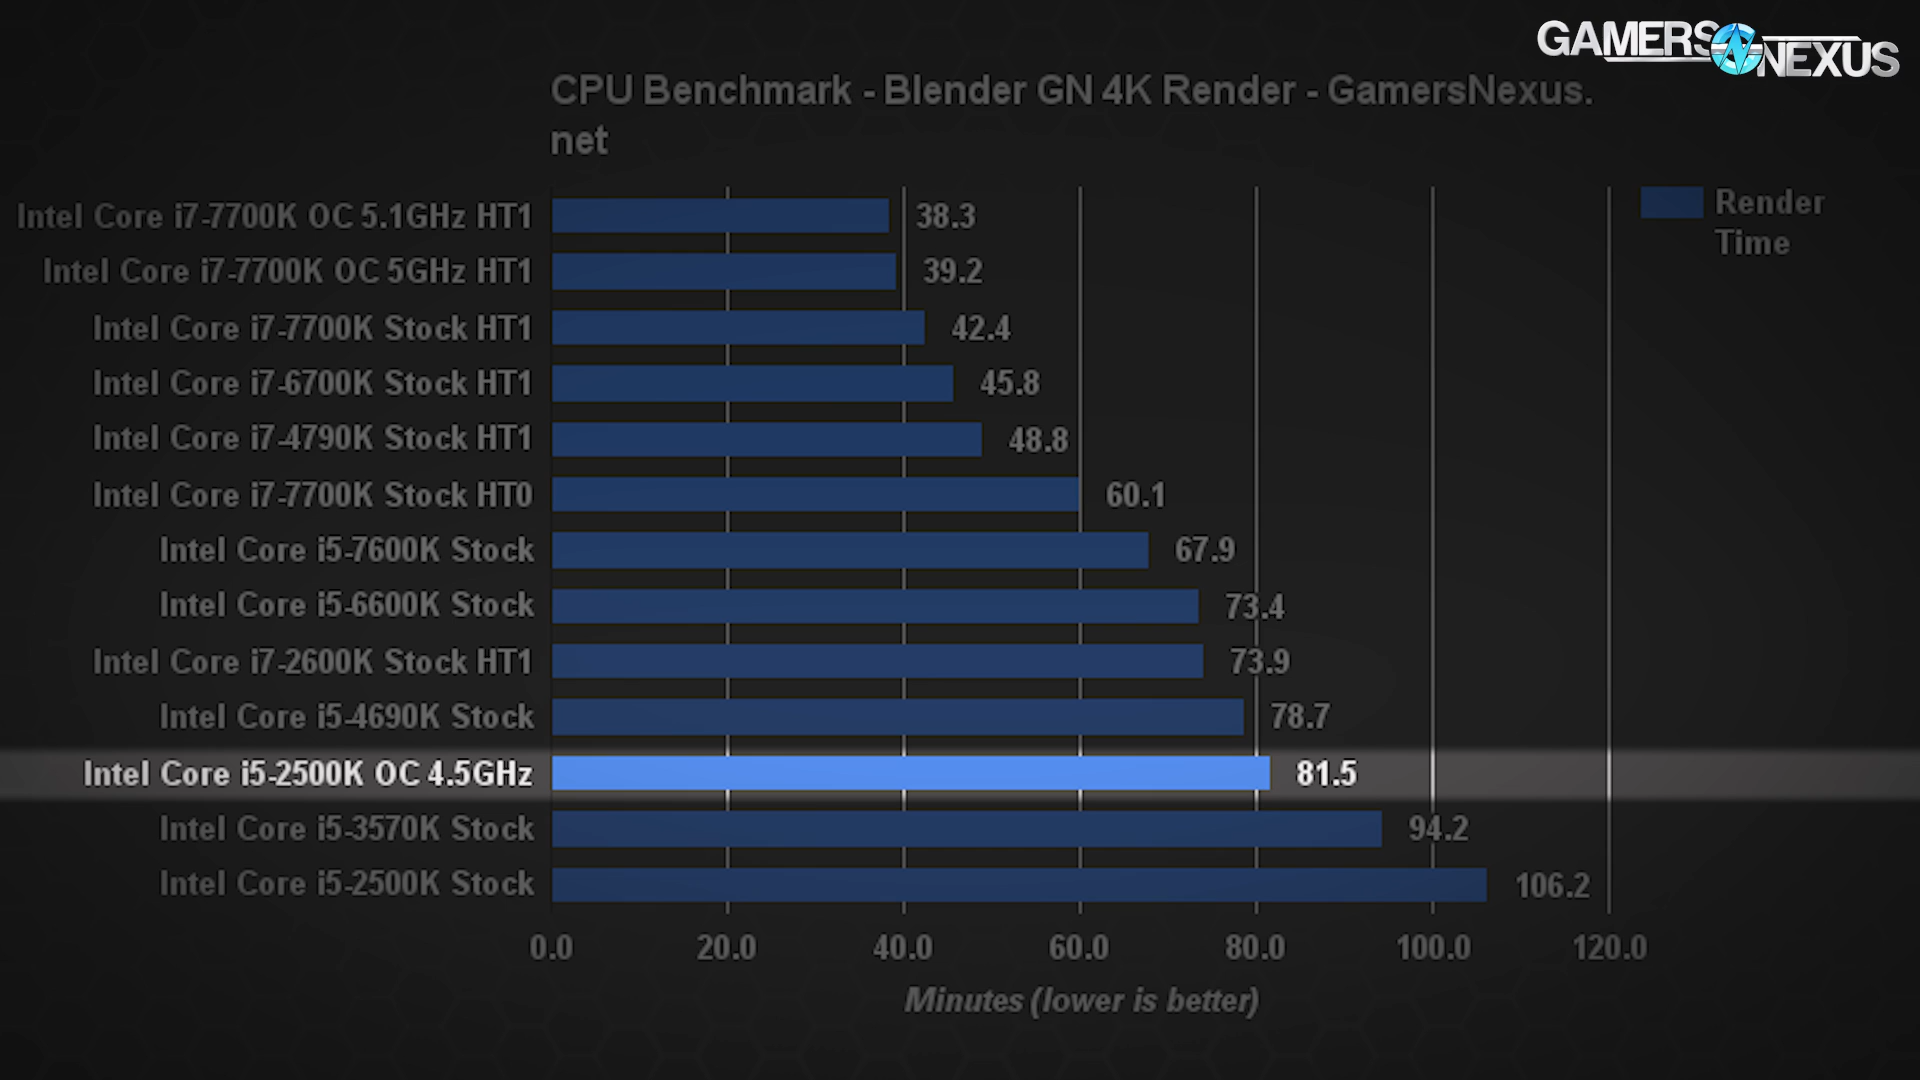 GAMERS NEXUS
CPU Benchmark - Blender GN 4K Render - GamersNexus.
net
Render
Time
Intel Core i7-7700K OC 5.1GHz HT1 38.3
Intel Core i7-7700K OC 5GHz HT1 39.2
Intel Core i7-7700K Stock HT1 42.4
Intel Core i7-6700K Stock HT1 45.8
Intel Core i7-4790K Stock HT1 48.8
Intel Core i7-7700K Stock HT0 60.1
Intel Core i5-7600K Stock 67.9
Intel Core i5-6600K Stock 73.4
Intel Core i7-2600K Stock HT1 73.9
Intel Core i5-4690K Stock 78.7
Intel Core i5-2500K OC 4.5GHz 81.5
Intel Core i5-3570K Stock 94.2
Intel Core i5-2500K Stock 106.2
0.0 20.0 40.0 60.0 80.0 100.0 120.0
Minutes (lower is better)